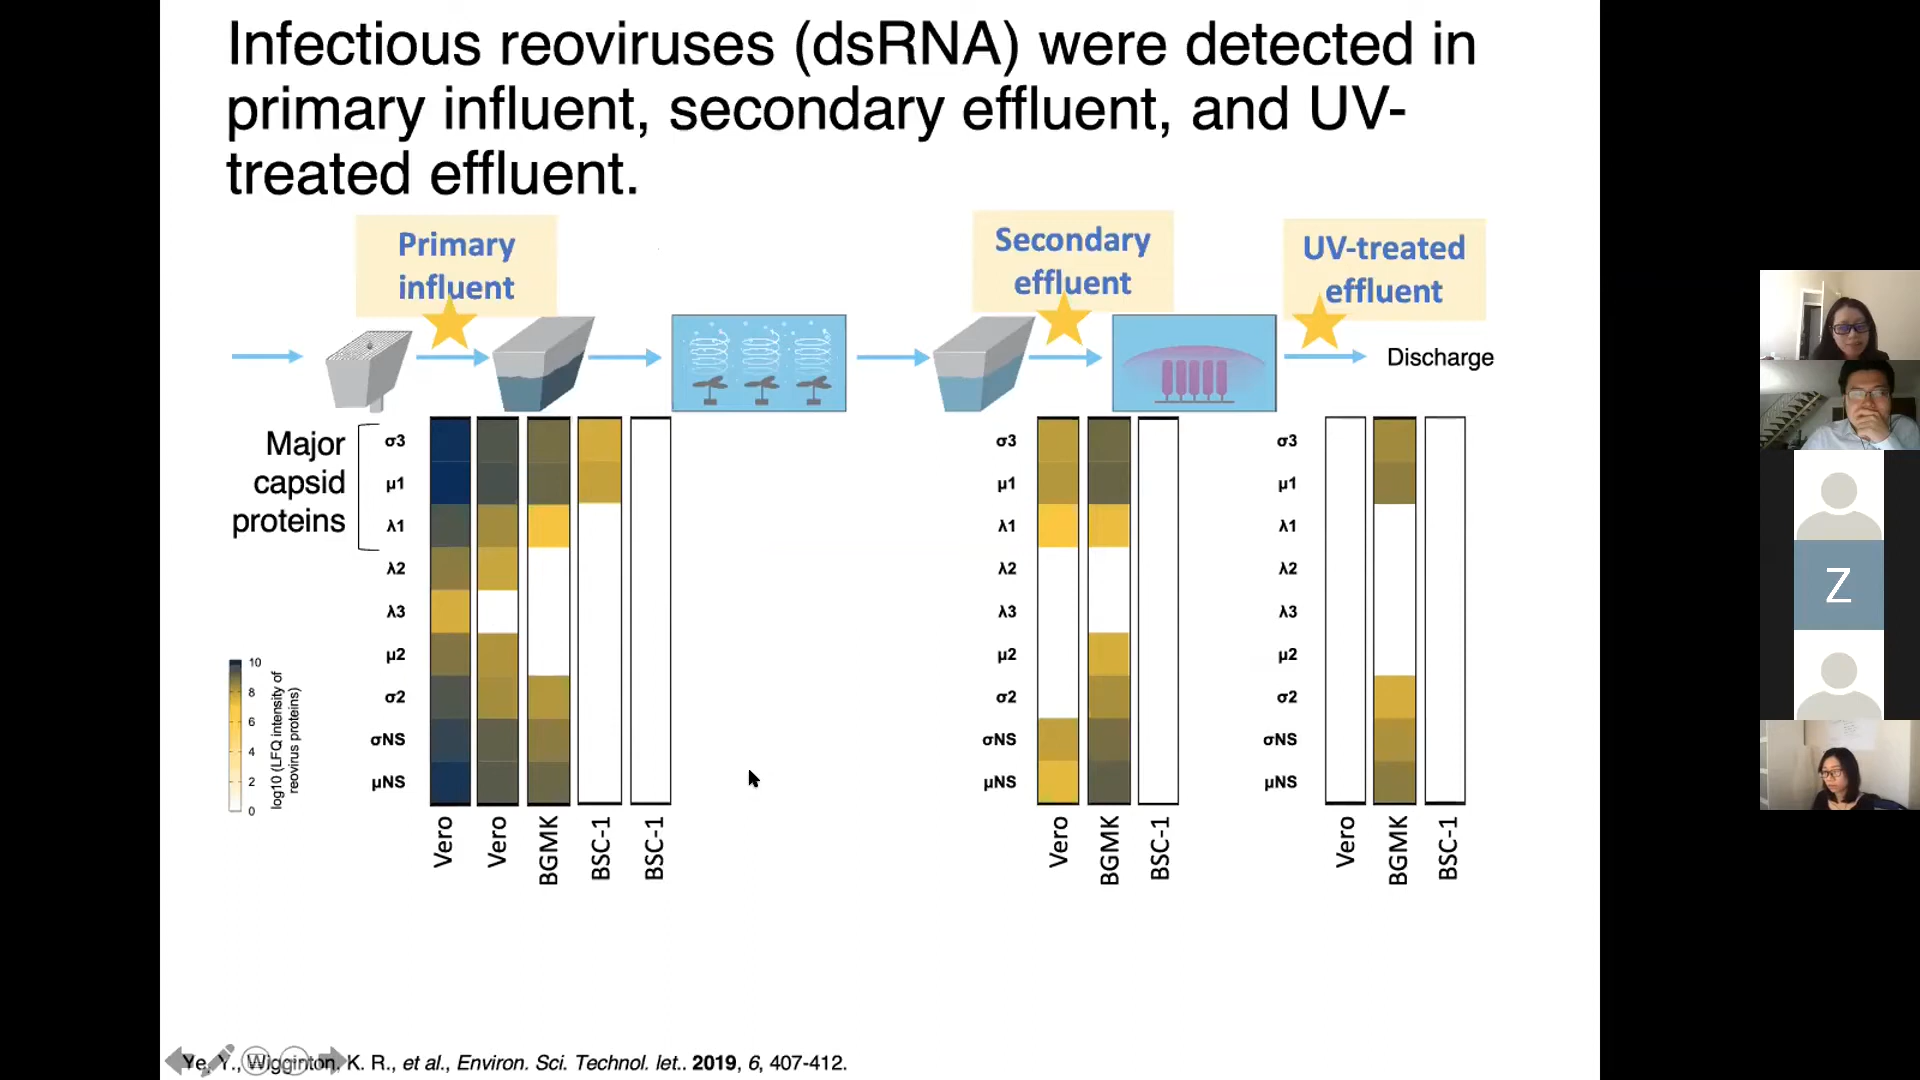 Infectious reoviruses (dsRNA) were detected in
primary influent, secondary effluent, and UV-
treated effluent.
Primary
influent
Secondary
effluent
UV-treated
effluent
Discharge
Major
capsid
proteins
σ3
μ1
λ1
λ2
λ3
μ2
σ2
σNS
μNS
σ3
μ1
λ1
λ2
λ3
μ2
σ2
σNS
μNS
σ3
μ1
λ1
λ2
λ3
μ2
σ2
σNS
μNS
10
8
6
4
2
0
log10 (LFQ intensity of
reovirus proteins)
Vero
Vero
BGMK
BSC-1
BSC-1
Vero
BGMK
BSC-1
Vero
BGMK
BSC-1
Z
Ye, Y., Wigginton, K. R., et al., Environ. Sci. Technol. let.. 2019, 6, 407-412.